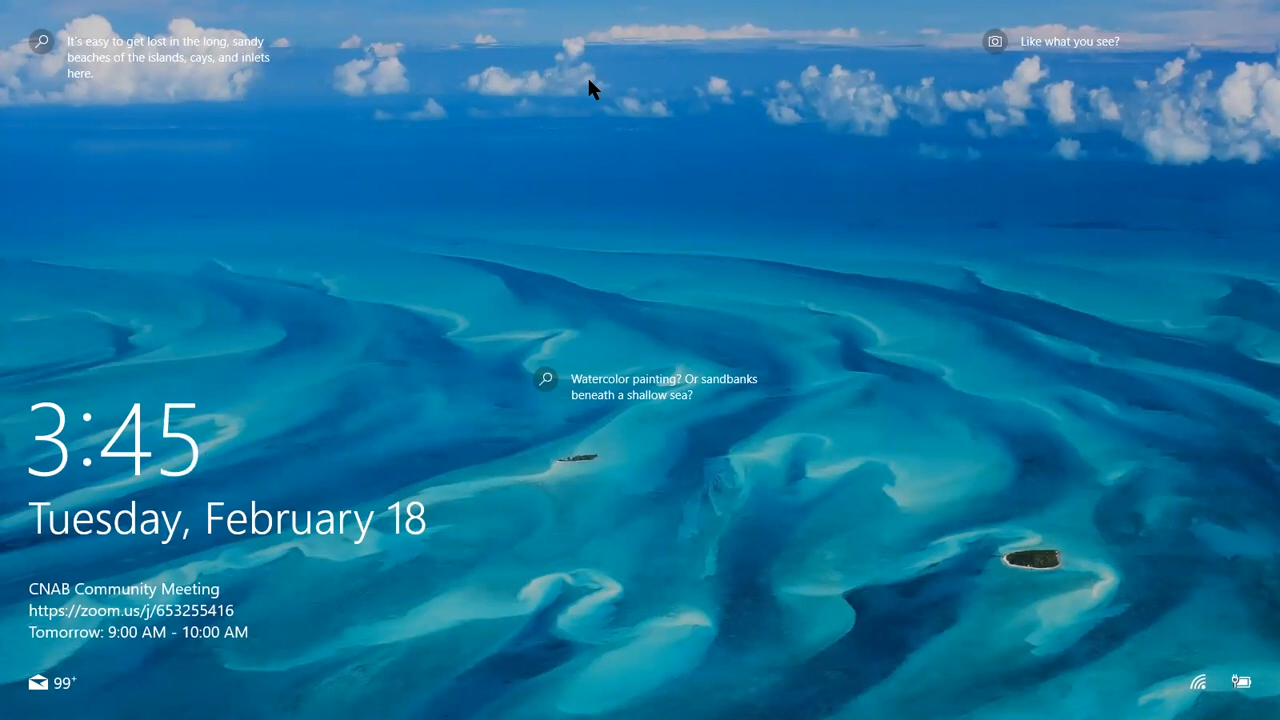 It's easy to get lost in the long, sandy
beaches of the islands, cays, and inlets
here.
Like what you see?
Watercolor painting? Or sandbanks
beneath a shallow sea?
3:45
Tuesday, February 18
CNAB Community Meeting
https://zoom.us/j/653255416
Tomorrow: 9:00 AM - 10:00 AM
99+